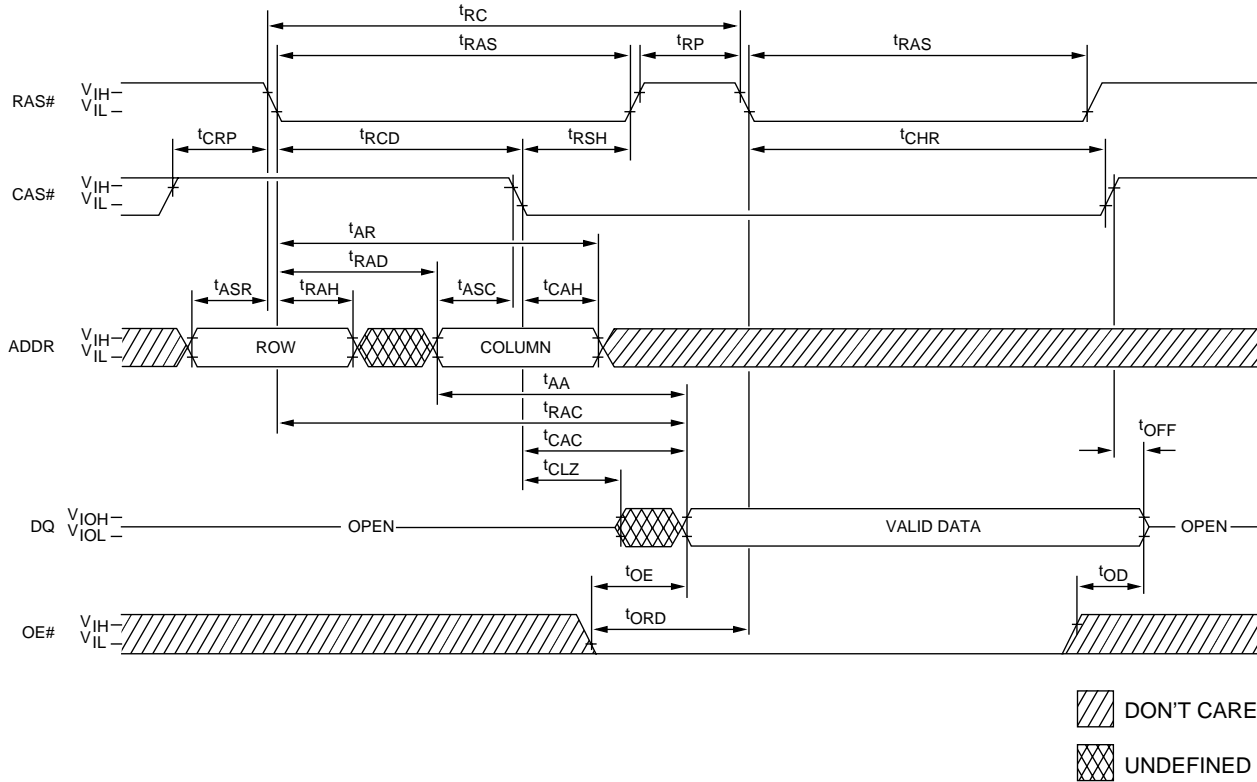 tRC
tRAS tRP tRAS
RAS# VIH
VIL
tCRP tRCD tRSH tCHR
CAS# VIH
VIL
tAR
tRAD
tASR tRAH tASC tCAH
ADDR VIH
VIL
ROW COLUMN
tAA
tRAC
tCAC tOFF
tCLZ
DQ VIOH
VIOL
OPEN VALID DATA OPEN
tOE tOD
tORD
OE# VIH
VIL
DON'T CARE
UNDEFINED